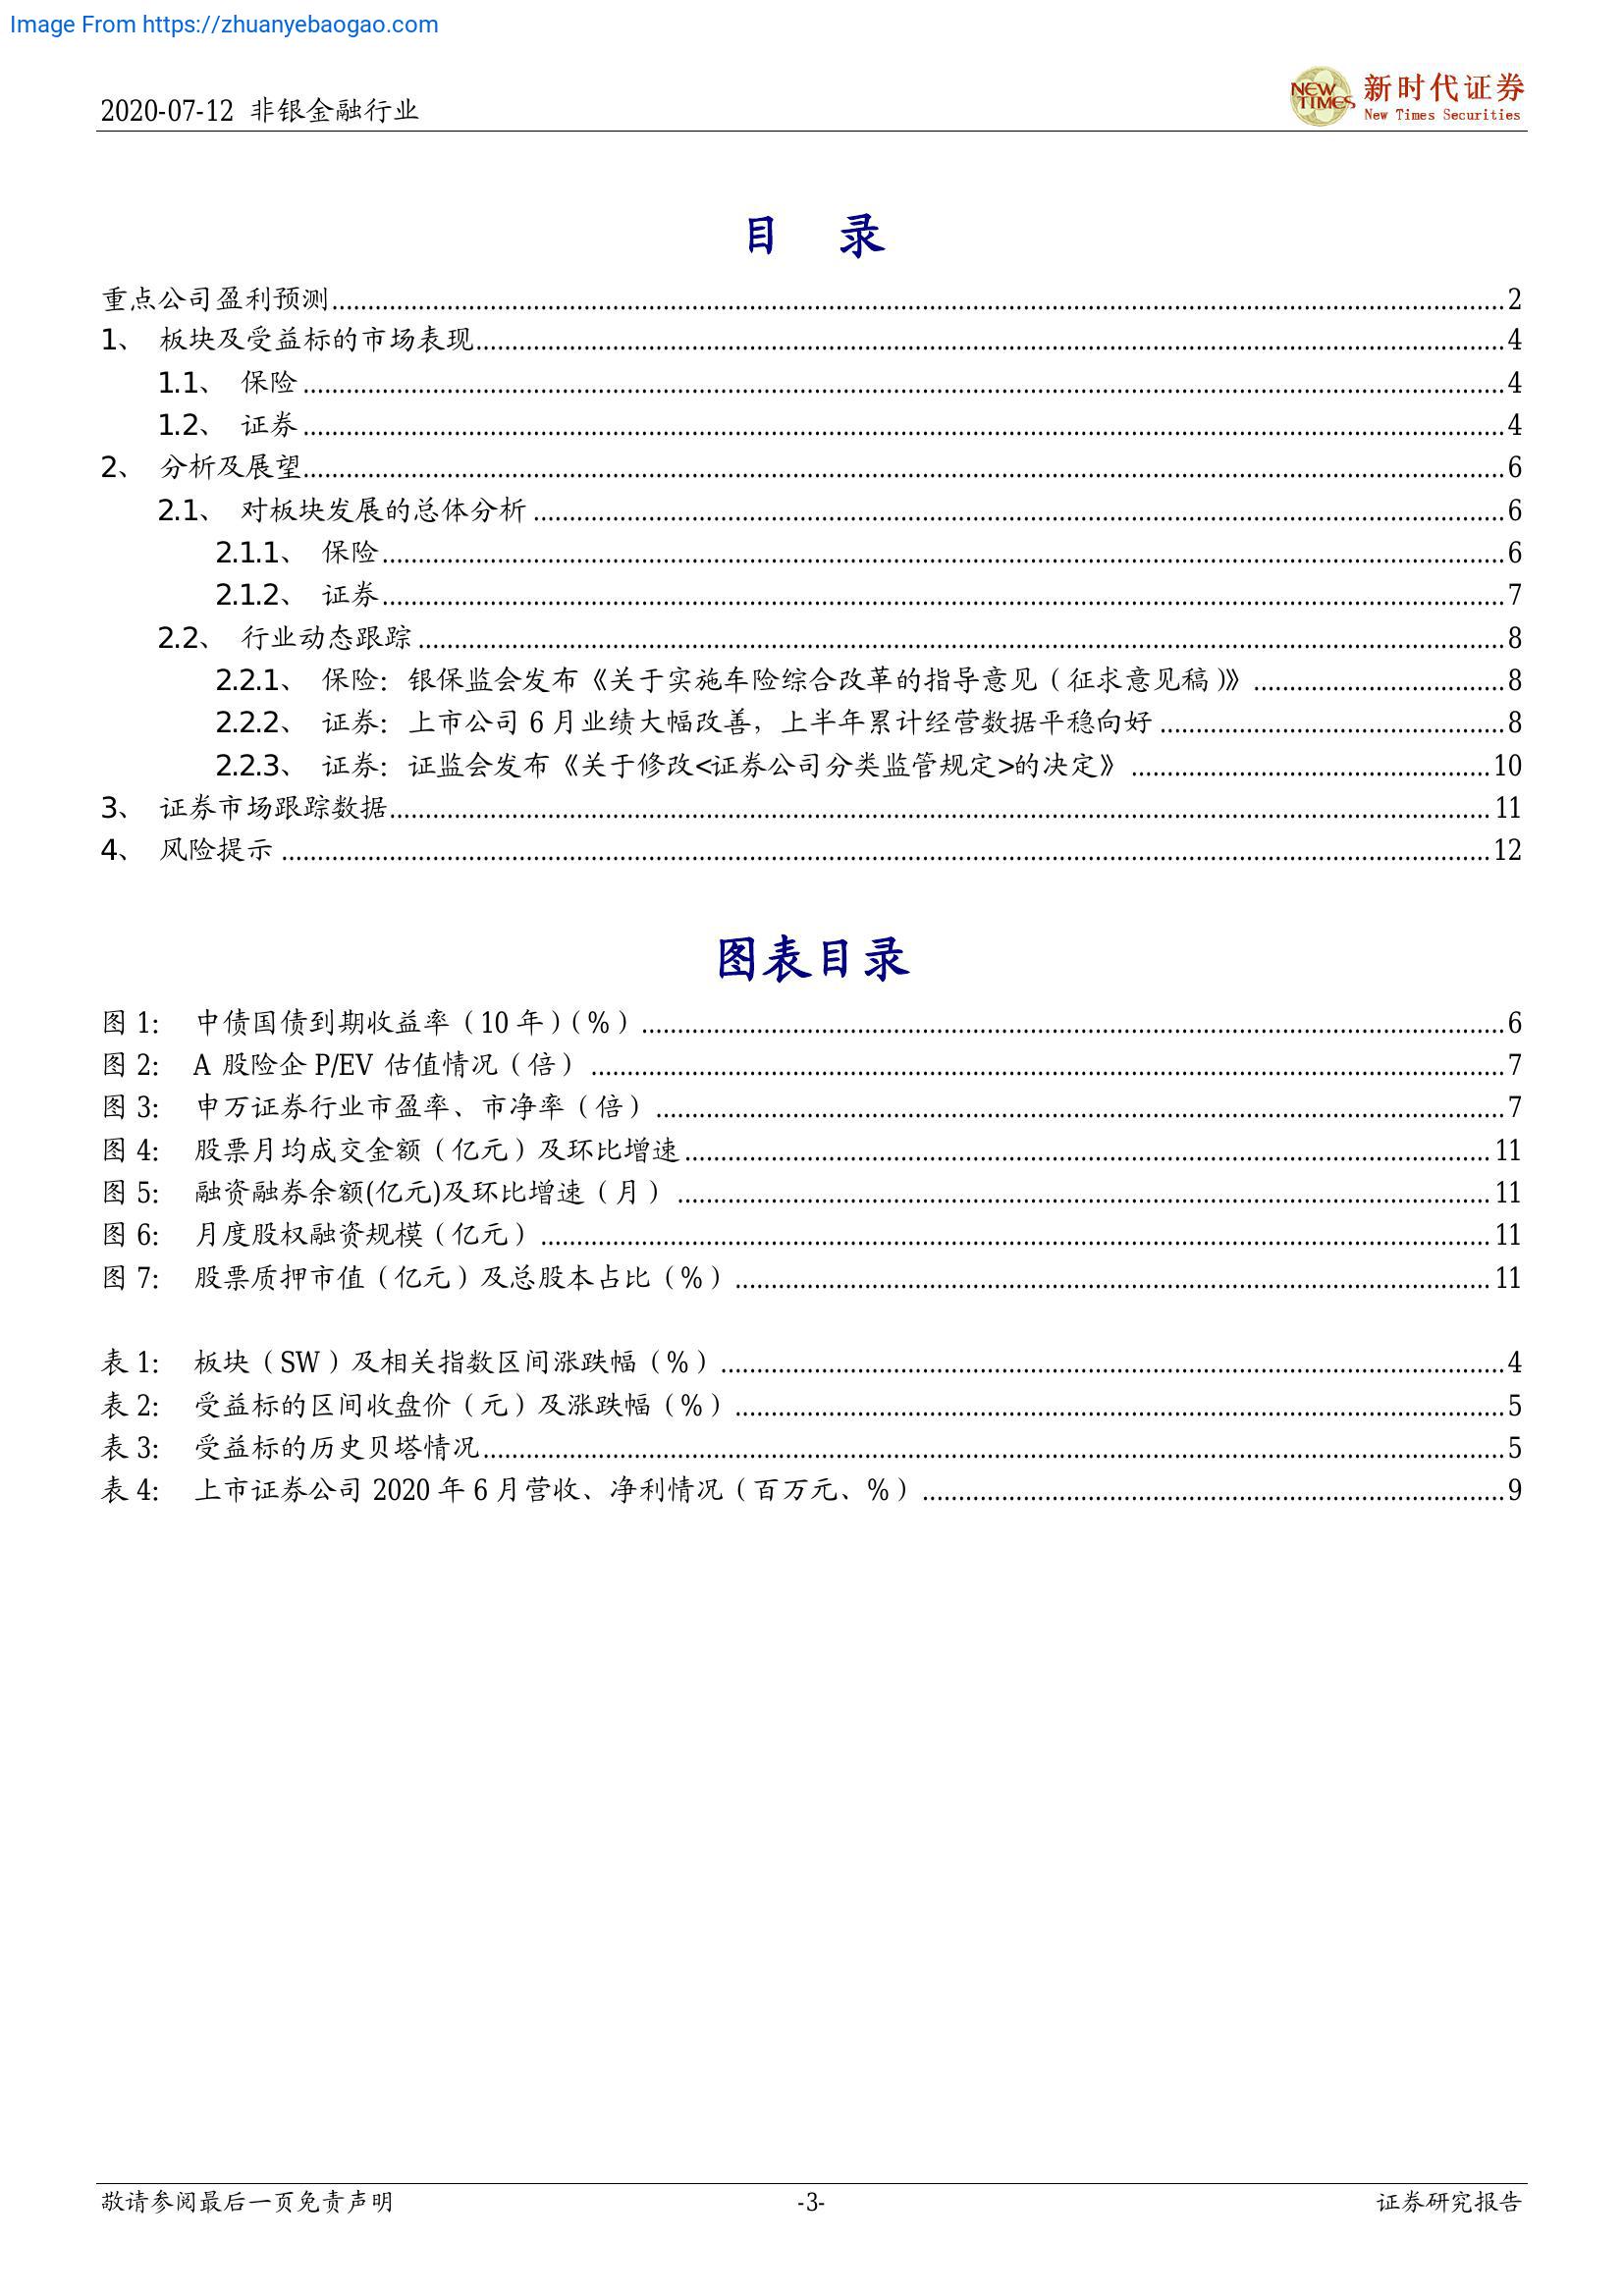 Image From https://zhuanyebaogao.com
2020-07-12 非银金融行业
NEW TIMES 新时代证券
New Times Securities
目 录
重点公司盈利预测........2
1、 板块及受益标的市场表现........4
1.1、 保险........4
1.2、 证券........4
2、 分析及展望........6
2.1、 对板块发展的总体分析........6
2.1.1、 保险........6
2.1.2、 证券........7
2.2、 行业动态跟踪........8
2.2.1、 保险：银保监会发布《关于实施车险综合改革的指导意见（征求意见稿）》........8
2.2.2、 证券：上市公司 6 月业绩大幅改善，上半年累计经营数据平稳向好........8
2.2.3、 证券：证监会发布《关于修改<证券公司分类监管规定>的决定》........10
3、 证券市场跟踪数据........11
4、 风险提示........12
图表目录
图 1: 中债国债到期收益率（10 年）（%）........6
图 2: A 股险企 P/EV 估值情况（倍）........7
图 3: 申万证券行业市盈率、市净率（倍）........7
图 4: 股票月均成交金额（亿元）及环比增速........11
图 5: 融资融券余额(亿元)及环比增速（月）........11
图 6: 月度股权融资规模（亿元）........11
图 7: 股票质押市值（亿元）及总股本占比（%）........11
表 1: 板块（SW）及相关指数区间涨跌幅（%）........4
表 2: 受益标的区间收盘价（元）及涨跌幅（%）........5
表 3: 受益标的历史贝塔情况........5
表 4: 上市证券公司 2020 年 6 月营收、净利情况（百万元、%）........9
敬请参阅最后一页免责声明 -3- 证券研究报告